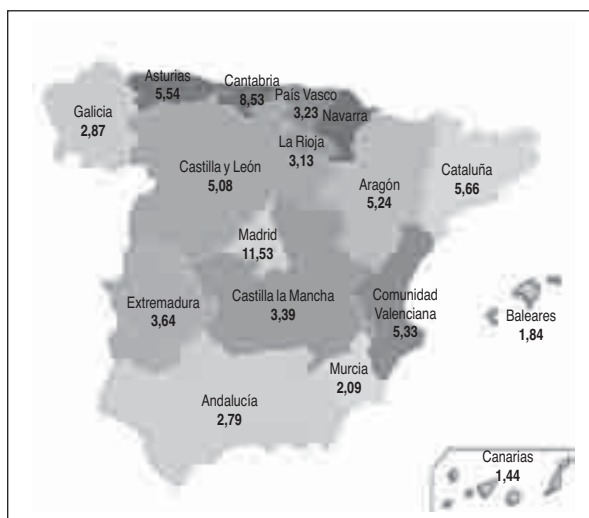 Asturias
5,54
Cantabria
8,53
País Vasco
3,23
Navarra
Galicia
2,87
La Rioja
3,13
Castilla y León
5,08
Aragón
5,24
Cataluña
5,66
Madrid
11,53
Extremadura
3,64
Castilla la Mancha
3,39
Comunidad
Valenciana
5,33
Baleares
1,84
Murcia
2,09
Andalucía
2,79
Canarias
1,44